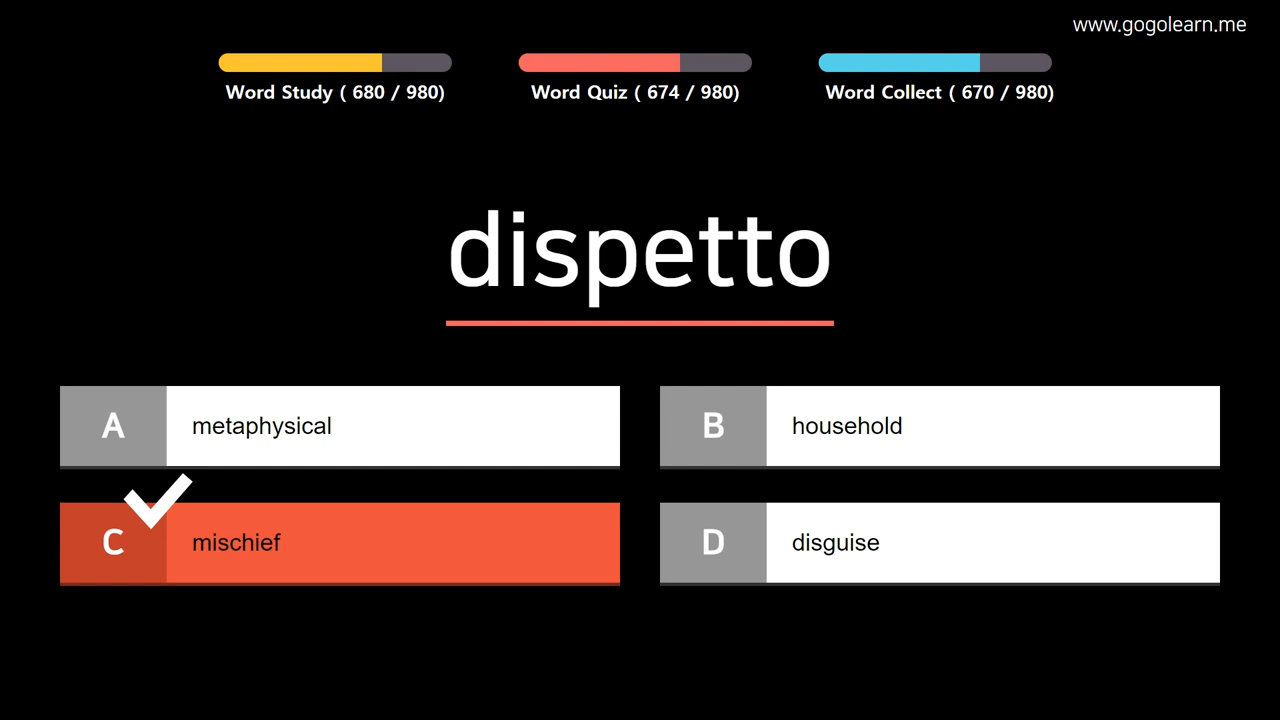 www.gogolearn.me
Word Study ( 680 / 980)
Word Quiz ( 674 / 980)
Word Collect ( 670 / 980)
dispetto
A metaphysical
B household
C mischief
D disguise